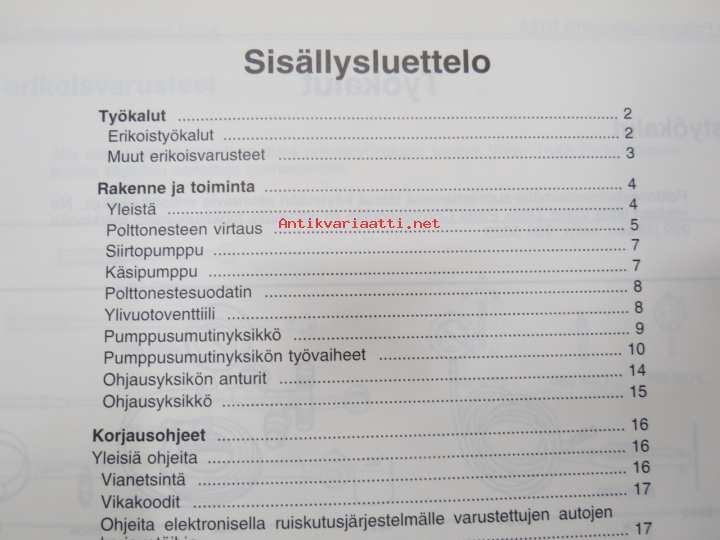 Sisällysluettelo
Työkalut 2
Erikoistyökalut 2
Muut erikoisvarusteet 3
Rakenne ja toiminta 4
Yleistä 4
Polttonesteen virtaus 5
Antikvariaatti.net
Siirtopumppu 7
Käsipumppu 7
Polttonestesuodatin 8
Ylivuotoventtiili 8
Pumppusumutinyksikkö 9
Pumppusumutinyksikön työvaiheet 10
Ohjausyksikön anturit 14
Ohjausyksikkö 15
Korjausohjeet 16
Yleisiä ohjeita 16
Vianetsintä 16
Vikakoodit 17
Ohjeita elektronisella ruiskutusjärjestelmälle varustettujen autojen
17